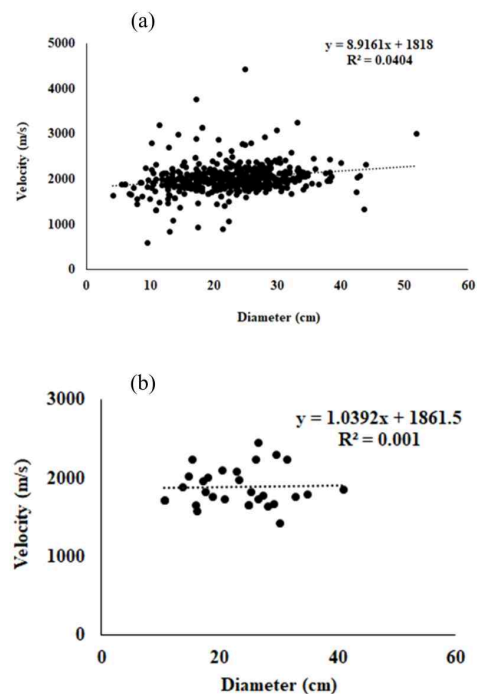 (a)
y = 8.9161x + 1818
R² = 0.0404
5000
4000
3000
2000
1000
0
Velocity (m/s)
0 10 20 30 40 50 60
Diameter (cm)
(b)
y = 1.0392x + 1861.5
R² = 0.001
3000
2000
1000
0
Velocity (m/s)
0 20 40 60
Diameter (cm)